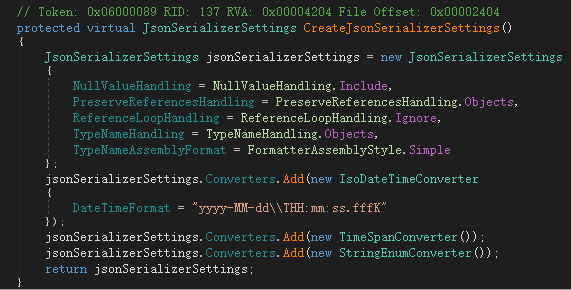 // Token: 0x06000089 RID: 137 RVA: 0x00004204 File Offset: 0x00002404
protected virtual JsonSerializerSettings CreateJsonSerializerSettings()
{
    JsonSerializerSettings jsonSerializerSettings = new JsonSerializerSettings
    {
        NullValueHandling = NullValueHandling.Include,
        PreserveReferencesHandling = PreserveReferencesHandling.Objects,
        ReferenceLoopHandling = ReferenceLoopHandling.Ignore,
        TypeNameHandling = TypeNameHandling.Objects,
        TypeNameAssemblyFormat = FormatterAssemblyStyle.Simple
    };
    jsonSerializerSettings.Converters.Add(new IsoDateTimeConverter
    {
        DateTimeFormat = "yyyy-MM-dd\\THH:mm:ss.fffK"
    });
    jsonSerializerSettings.Converters.Add(new TimeSpanConverter());
    jsonSerializerSettings.Converters.Add(new StringEnumConverter());
    return jsonSerializerSettings;
}